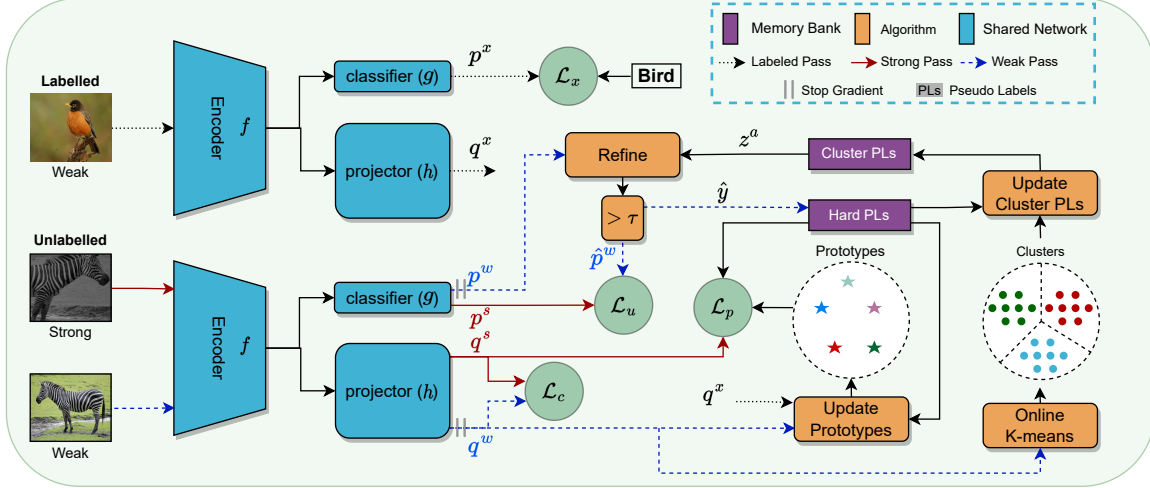 Memory Bank
Algorithm
Shared Network
Labeled Pass
Strong Pass
Weak Pass
Stop Gradient
PLs Pseudo Labels
Labelled
Weak
Encoder
f
classifier (g)
p^x
ℒ_x
Bird
projector (h)
q^x
Refine
z^a
Cluster PLs
Update
Cluster PLs
> τ
ŷ
Hard PLs
Unlabelled
Strong
Weak
Encoder
f
classifier (g)
p^w
p̂^w
p^s
ℒ_u
q^s
ℒ_p
Prototypes
Clusters
projector (h)
ℒ_c
q^w
q^x
Update
Prototypes
Online
K-means